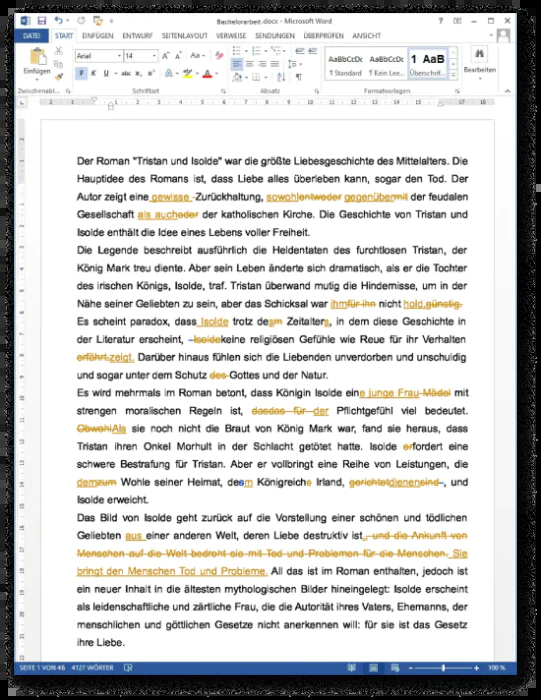 Bachelorarbeit.docx - Microsoft Word
DATEI START EINFÜGEN ENTWURF SEITENLAYOUT VERWEISE SENDUNGEN ÜBERPRÜFEN ANSICHT
Arial 14 AaBbCcDc AaBbCcDc 1 AaB
Einfügen F K U abc x₂ x² A 1 Standard 1 Kein Lee... Überschrif... Bearbeiten
Zwischenabl... Schriftart Absatz Formatvorlagen
Der Roman "Tristan und Isolde" war die größte Liebesgeschichte des Mittelalters. Die
Hauptidee des Romans ist, dass Liebe alles überleben kann, sogar den Tod. Der
Autor zeigt eine gewisse Zurückhaltung, sowohlentweder gegenübermit der feudalen
Gesellschaft als auchoder der katholischen Kirche. Die Geschichte von Tristan und
Isolde enthält die Idee eines Lebens voller Freiheit.
Die Legende beschreibt ausführlich die Heldentaten des furchtlosen Tristan, der
König Mark treu diente. Aber sein Leben änderte sich dramatisch, als er die Tochter
des irischen Königs, Isolde, traf. Tristan überwand mutig die Hindernisse, um in der
Nähe seiner Geliebten zu sein, aber das Schicksal war ihmfür ihn nicht hold.günstig.
Es scheint paradox, dass Isolde trotz desm Zeitalters, in dem diese Geschichte in
der Literatur erscheint, -Isoldekeine religiösen Gefühle wie Reue für ihr Verhalten
erfährt.zeigt. Darüber hinaus fühlen sich die Liebenden unverdorben und unschuldig
und sogar unter dem Schutz des Gottes und der Natur.
Es wird mehrmals im Roman betont, dass Königin Isolde eine junge Frau Mädel mit
strengen moralischen Regeln ist, dasdas für der Pflichtgefühl viel bedeutet.
ObwohlAls sie noch nicht die Braut von König Mark war, fand sie heraus, dass
Tristan ihren Onkel Morhult in der Schlacht getötet hatte. Isolde erfordert eine
schwere Bestrafung für Tristan. Aber er vollbringt eine Reihe von Leistungen, die
demzum Wohle seiner Heimat, desm Königreichs Irland, gerichtetdienensind-, und
Isolde erweicht.
Das Bild von Isolde geht zurück auf die Vorstellung einer schönen und tödlichen
Geliebten aus einer anderen Welt, deren Liebe destruktiv ist., und die Ankunft von
Menschen auf die Welt bedroht sie mit Tod und Problemen für die Menschen. Sie
bringt den Menschen Tod und Probleme. All das ist im Roman enthalten, jedoch ist
ein neuer Inhalt in die ältesten mythologischen Bilder hineingelegt: Isolde erscheint
als leidenschaftliche und zärtliche Frau, die die Autorität ihres Vaters, Ehemanns, der
menschlichen und göttlichen Gesetze nicht anerkennen will: für sie ist das Gesetz
ihre Liebe.
SEITE 1 VON 46 4127 WÖRTER 100 %